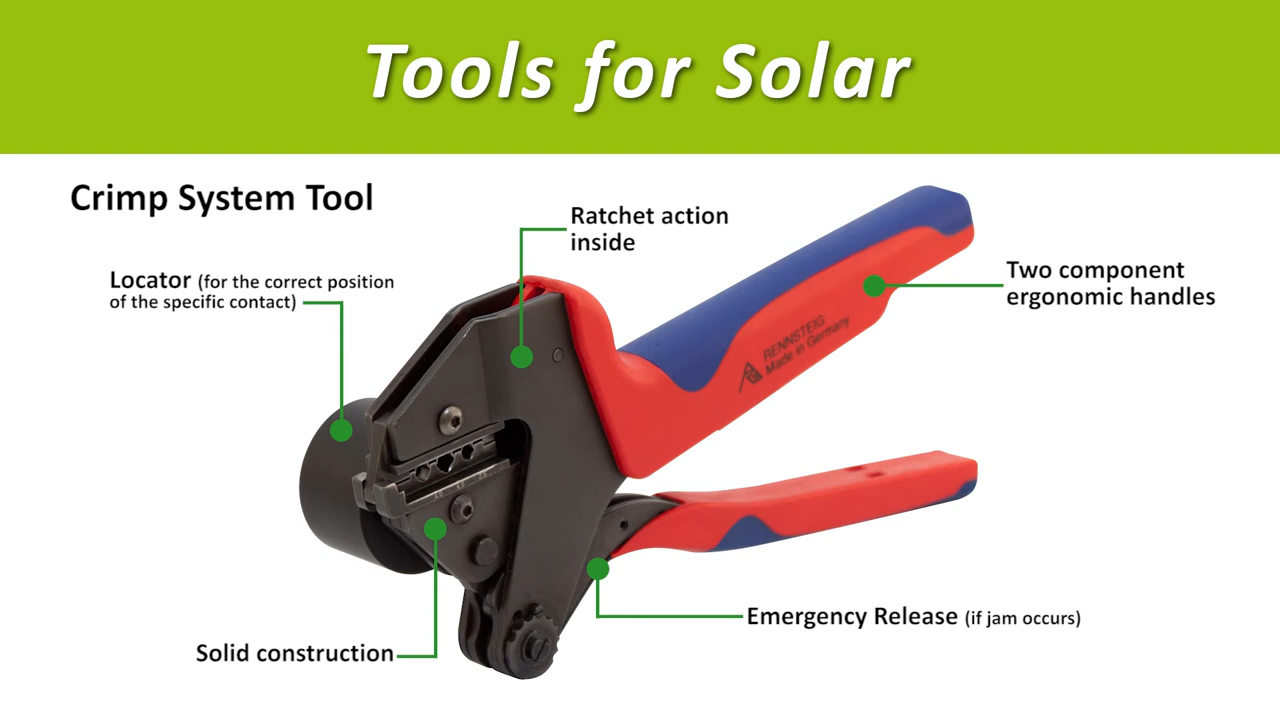 Tools for Solar
Crimp System Tool
Ratchet action
inside
Locator (for the correct position
of the specific contact)
Two component
ergonomic handles
RENNSTEIG
Made in Germany
Emergency Release (if jam occurs)
Solid construction